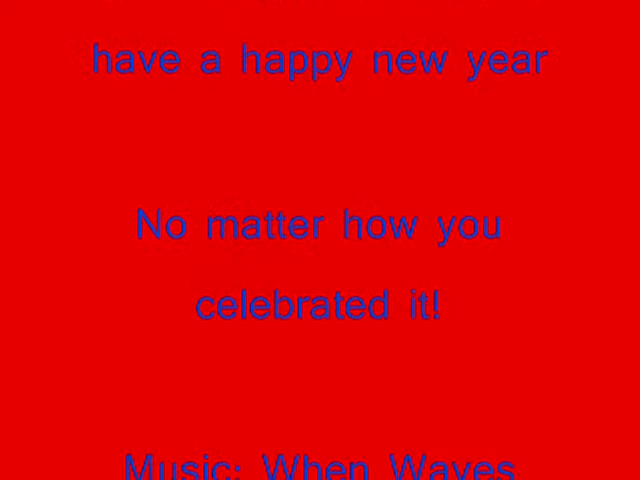 have a happy new year
No matter how you
celebrated it!
Music: When Waves